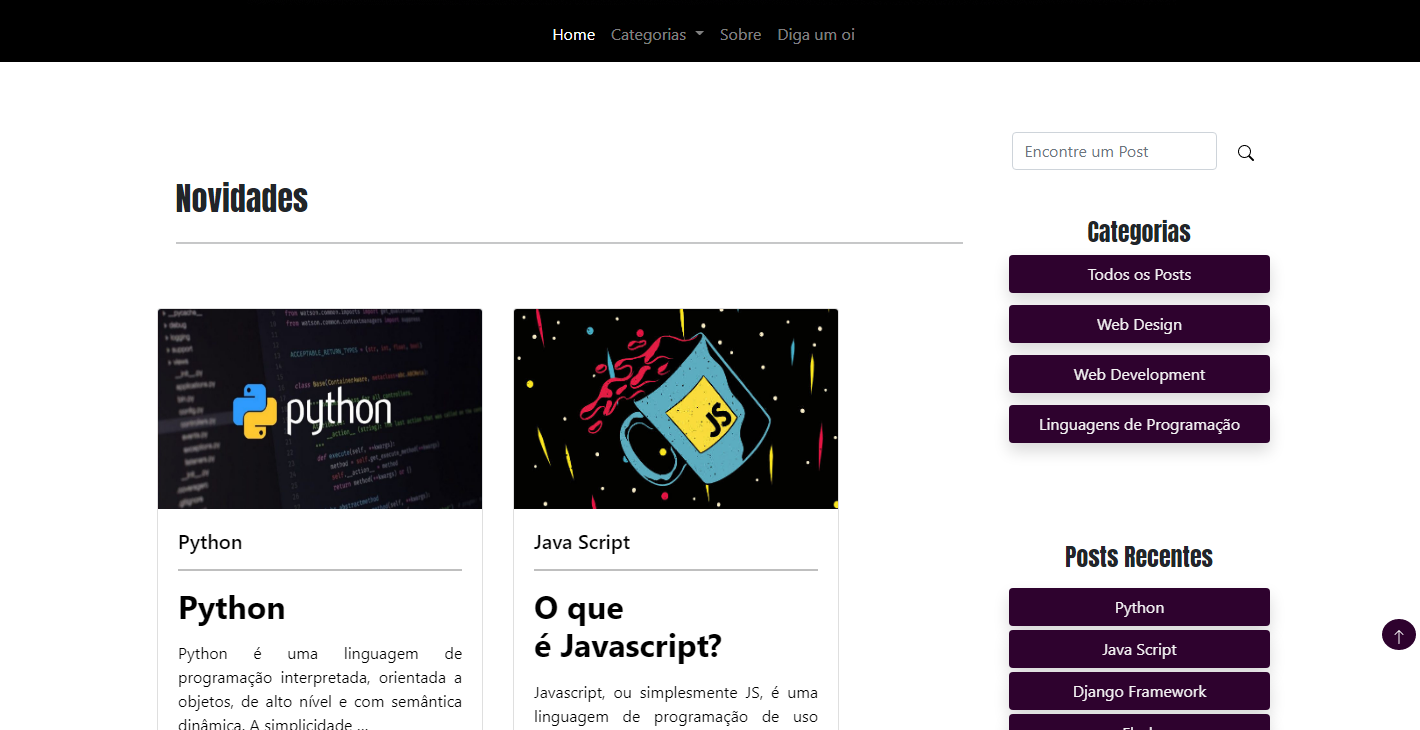 Home Categorias Sobre Diga um oi
Encontre um Post
Novidades
Categorias
Todos os Posts
Web Design
Web Development
Linguagens de Programação
python
JS
Python
Python
Python é uma linguagem de
programação interpretada, orientada a
objetos, de alto nível e com semântica
dinâmica. A simplicidade ...
Java Script
O que
é Javascript?
Javascript, ou simplesmente JS, é uma
linguagem de programação de uso
Posts Recentes
Python
Java Script
Django Framework